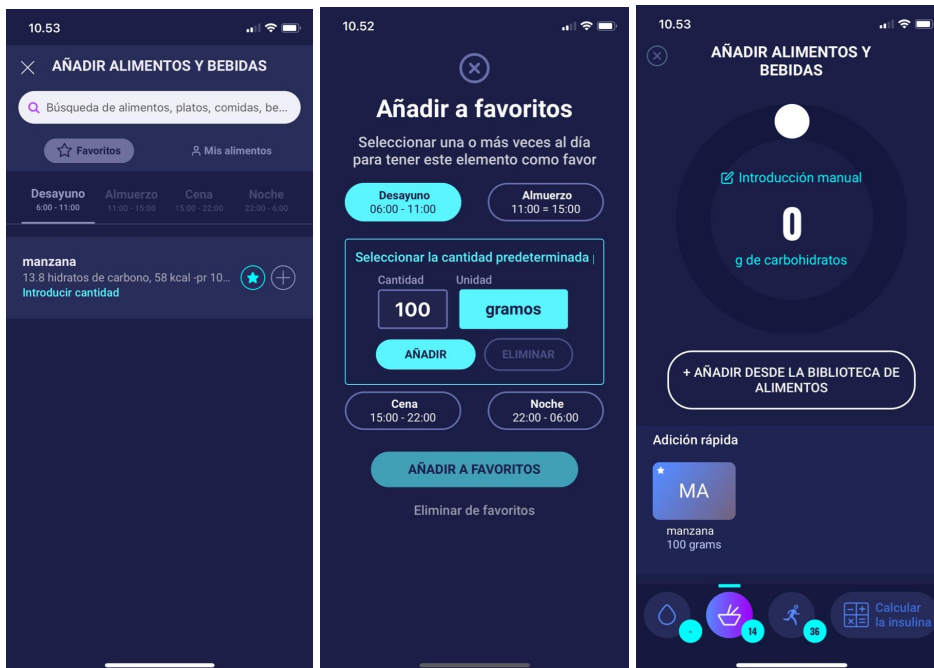 10.53
AÑADIR ALIMENTOS Y BEBIDAS
Búsqueda de alimentos, platos, comidas, be...
Favoritos
Mis alimentos
Desayuno
6:00 - 11:00
Almuerzo
11:00 - 15:00
Cena
15:00 - 22:00
Noche
22:00 - 6:00
manzana
13.8 hidratos de carbono, 58 kcal -pr 10...
Introducir cantidad
10.52
Añadir a favoritos
Seleccionar una o más veces al día
para tener este elemento como favor
Desayuno
06:00 - 11:00
Almuerzo
11:00 = 15:00
Seleccionar la cantidad predeterminada
Cantidad
Unidad
100
gramos
AÑADIR
ELIMINAR
Cena
15:00 - 22:00
Noche
22:00 - 06:00
AÑADIR A FAVORITOS
Eliminar de favoritos
10.53
AÑADIR ALIMENTOS Y
BEBIDAS
Introducción manual
0
g de carbohidratos
+ AÑADIR DESDE LA BIBLIOTECA DE
ALIMENTOS
Adición rápida
MA
manzana
100 grams
-
14
36
Calcular
la insulina